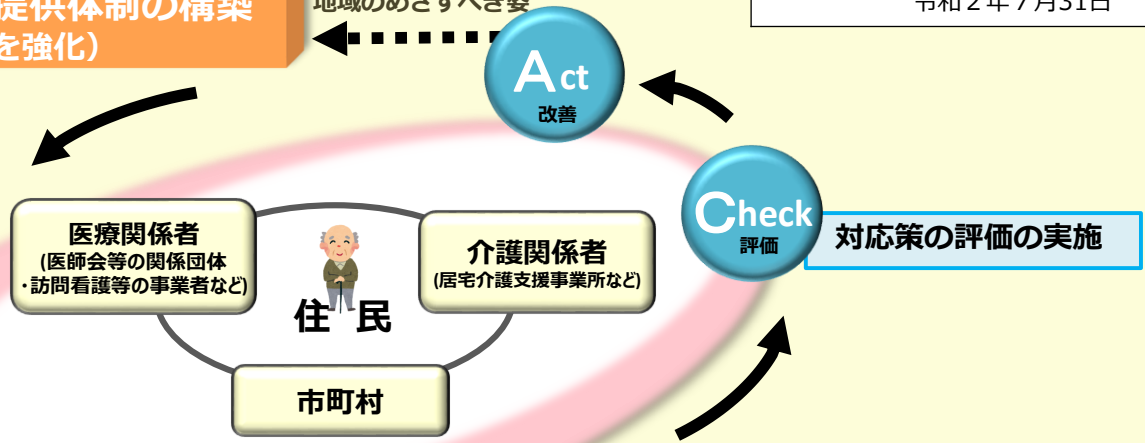 提供体制の構築
を強化）
地域のめざすべき姿
令和２年７月31日
Act
改善
Check
評価
対応策の評価の実施
医療関係者
(医師会等の関係団体
・訪問看護等の事業者など)
介護関係者
(居宅介護支援事業所など)
住民
市町村